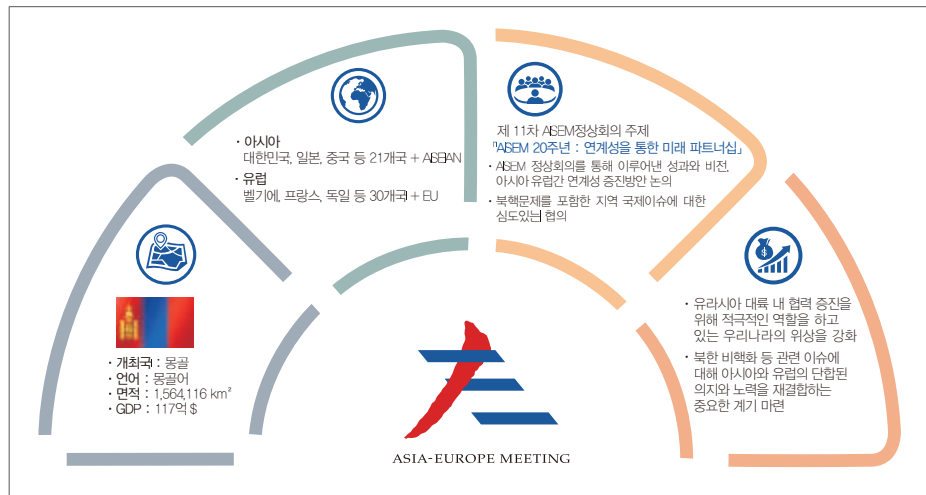 · 개최국 : 몽골
· 언어 : 몽골어
· 면적 : 1,564,116 km²
· GDP : 117억 $
· 아시아
대한민국, 일본, 중국 등 21개국 + ASEAN
· 유럽
벨기에, 프랑스, 독일 등 30개국 + EU
제 11차 ASEM정상회의 주제
「ASEM 20주년 : 연계성을 통한 미래 파트너십」
· ASEM 정상회의를 통해 이루어낸 성과와 비전,
아시아 유럽간 연계성 증진방안 논의
· 북핵문제를 포함한 지역 국제이슈에 대한
심도있는 협의
· 유라시아 대륙 내 협력 증진을
위해 적극적인 역할을 하고
있는 우리나라의 위상을 강화
· 북한 비핵화 등 관련 이슈에
대해 아시아와 유럽의 단합된
의지와 노력을 재결합하는
중요한 계기 마련
ASIA-EUROPE MEETING